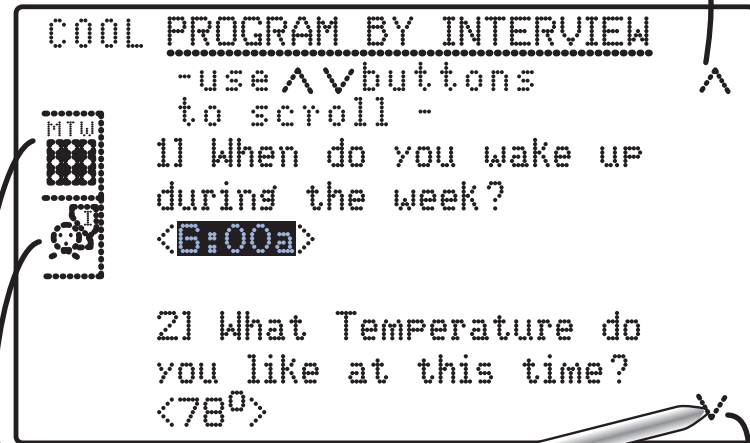 COOL PROGRAM BY INTERVIEW
-use ∧ ∨ buttons
to scroll -
MTW
1) When do you wake up
during the week?
<6:00a>
I
2) What Temperature do
you like at this time?
<78º>